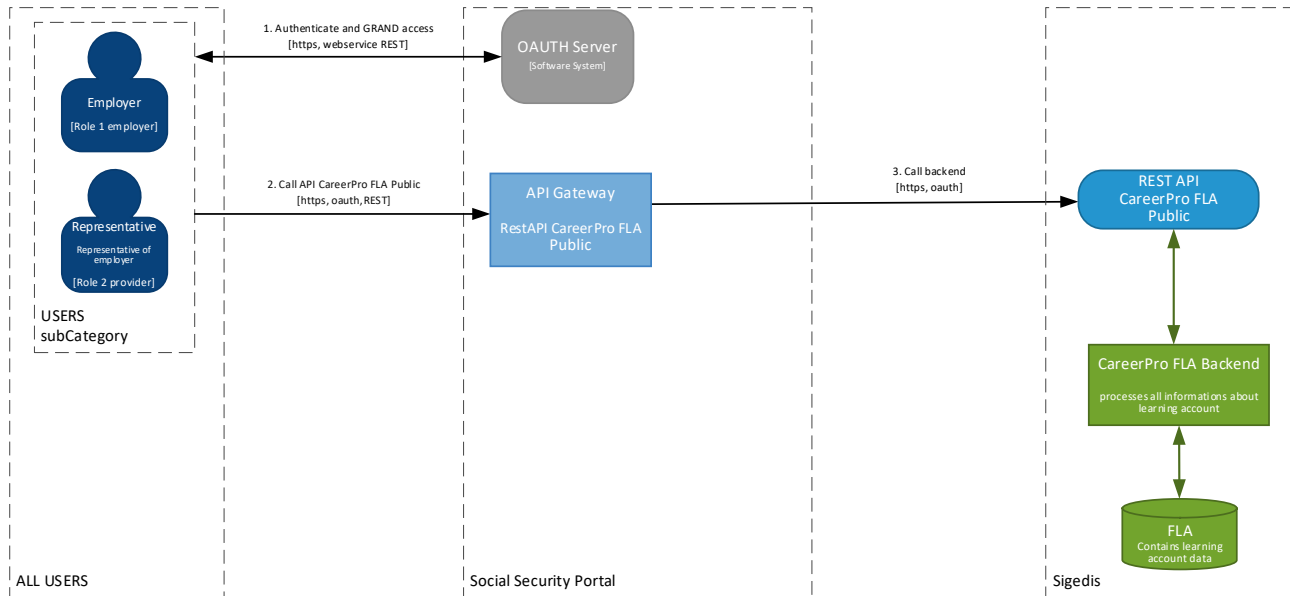 1. Authenticate and GRAND access
[https, webservice REST]
OAUTH Server
[Software System]
Employer
[Role 1 employer]
2. Call API CareerPro FLA Public
[https, oauth, REST]
API Gateway
RestAPI CareerPro FLA
Public
3. Call backend
[https, oauth]
REST API
CareerPro FLA
Public
Representative
Representative of
employer
[Role 2 provider]
USERS
subCategory
CareerPro FLA Backend
processes all informations about
learning account
FLA
Contains learning
account data
ALL USERS
Social Security Portal
Sigedis